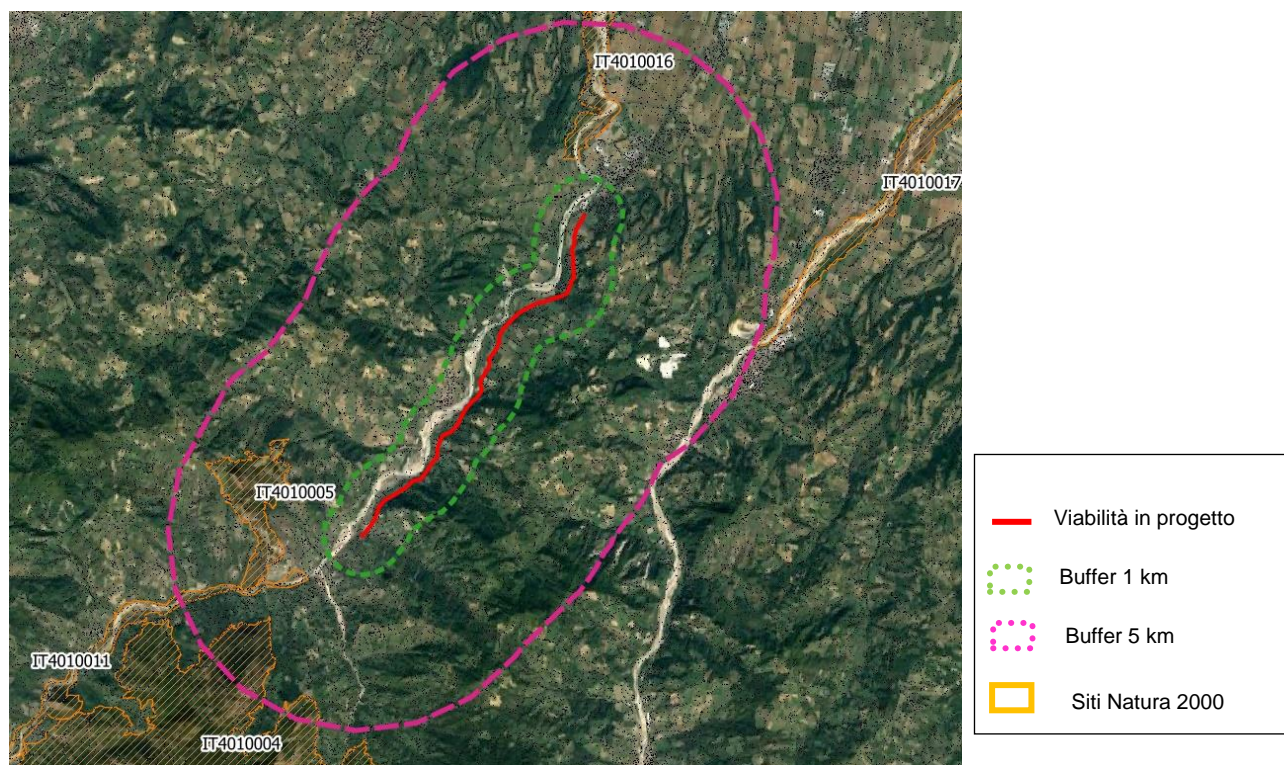 IT4010016
IT4010017
IT4010005
IT4010011
IT4010004
Viabilità in progetto
Buffer 1 km
Buffer 5 km
Siti Natura 2000